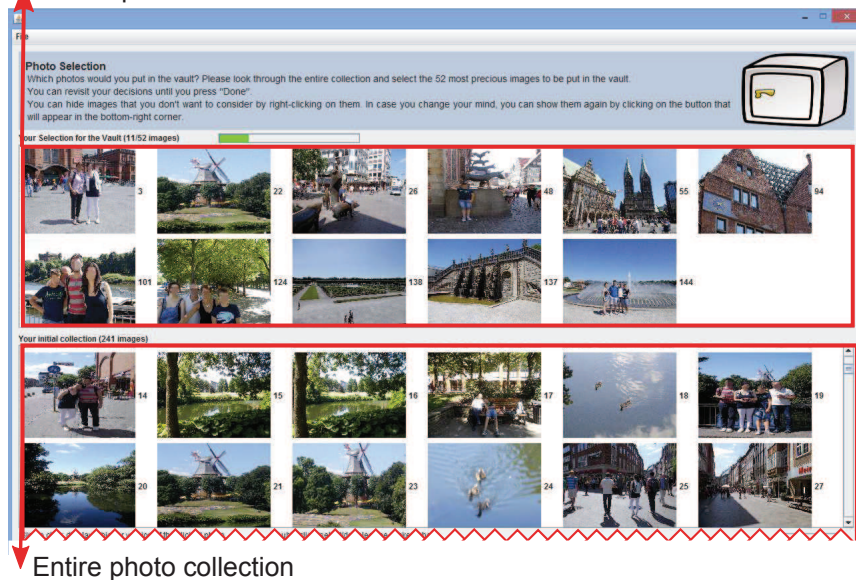 File
Photo Selection
Which photos would you put in the vault? Please look through the entire collection and select the 52 most precious images to be put in the vault.
You can revisit your decisions until you press "Done".
You can hide images that you don't want to consider by right-clicking on them. In case you change your mind, you can show them again by clicking on the button that
will appear in the bottom-right corner.
Your Selection for the Vault (11/52 images)
3 22 26 48 55 94
101 124 138 137 144
Your initial collection (241 images)
14 15 16 17 18 19
20 21 23 24 25 27
Entire photo collection